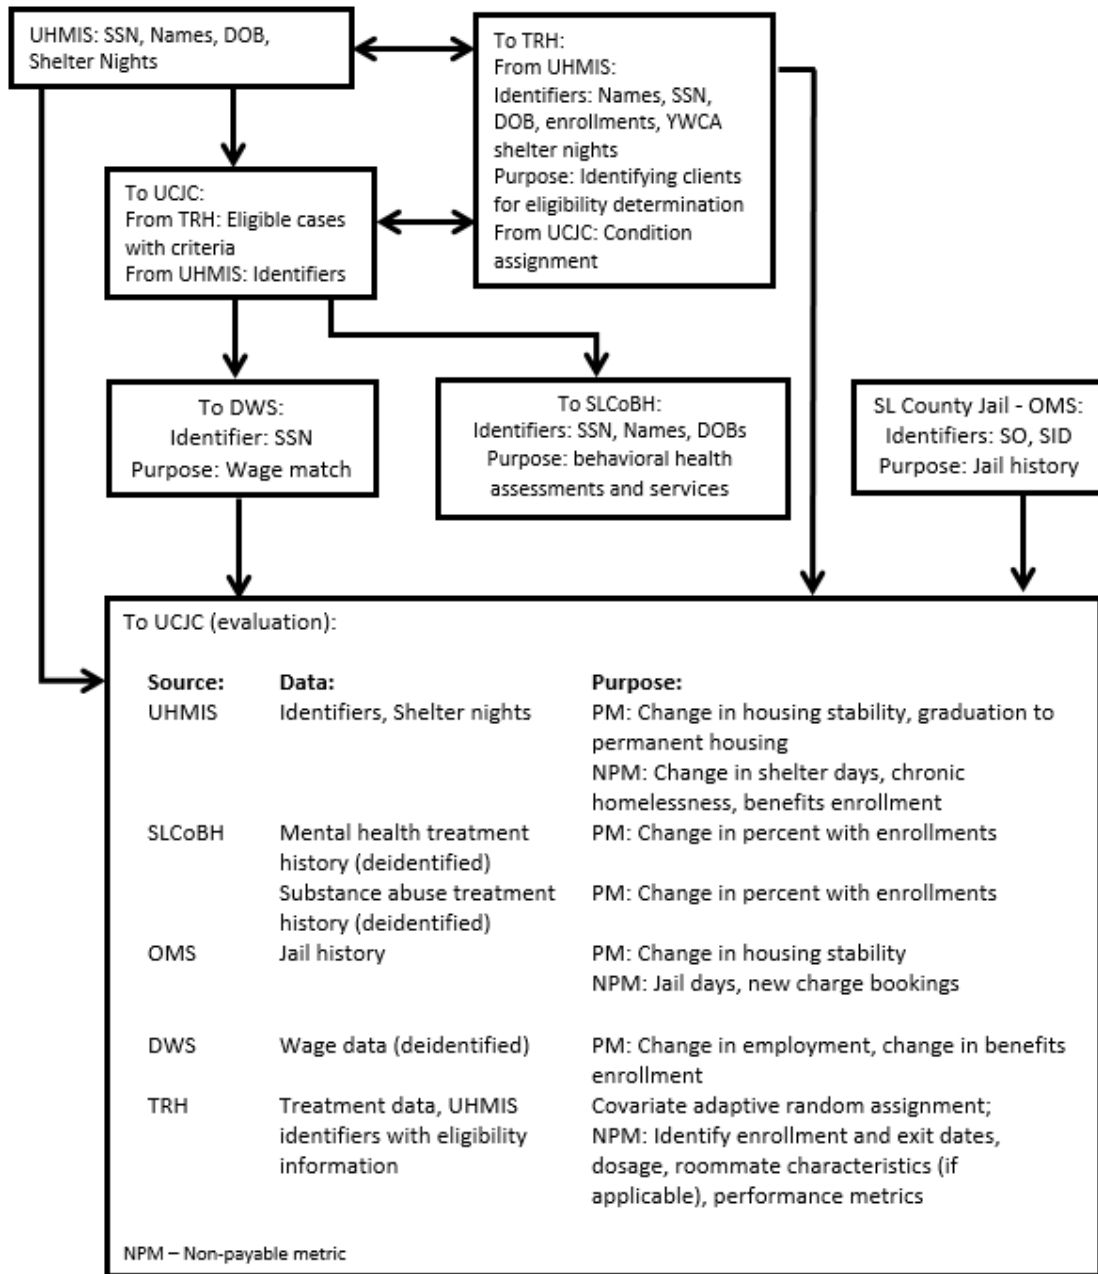 UHMIS: SSN, Names, DOB,
Shelter Nights
To TRH:
From UHMIS:
Identifiers: Names, SSN,
DOB, enrollments, YWCA
shelter nights
Purpose: Identifying clients
for eligibility determination
From UCJC: Condition
assignment
To UCJC:
From TRH: Eligible cases
with criteria
From UHMIS: Identifiers
To DWS:
Identifier: SSN
Purpose: Wage match
To SLCoBH:
Identifiers: SSN, Names, DOBs
Purpose: behavioral health
assessments and services
SL County Jail - OMS:
Identifiers: SO, SID
Purpose: Jail history
To UCJC (evaluation):
Source: Data: Purpose:
UHMIS Identifiers, Shelter nights PM: Change in housing stability, graduation to
permanent housing
NPM: Change in shelter days, chronic
homelessness, benefits enrollment
SLCoBH Mental health treatment PM: Change in percent with enrollments
history (deidentified)
Substance abuse treatment PM: Change in percent with enrollments
history (deidentified)
OMS Jail history PM: Change in housing stability
NPM: Jail days, new charge bookings
DWS Wage data (deidentified) PM: Change in employment, change in benefits
enrollment
TRH Treatment data, UHMIS Covariate adaptive random assignment;
identifiers with eligibility NPM: Identify enrollment and exit dates,
information dosage, roommate characteristics (if
applicable), performance metrics
NPM – Non-payable metric